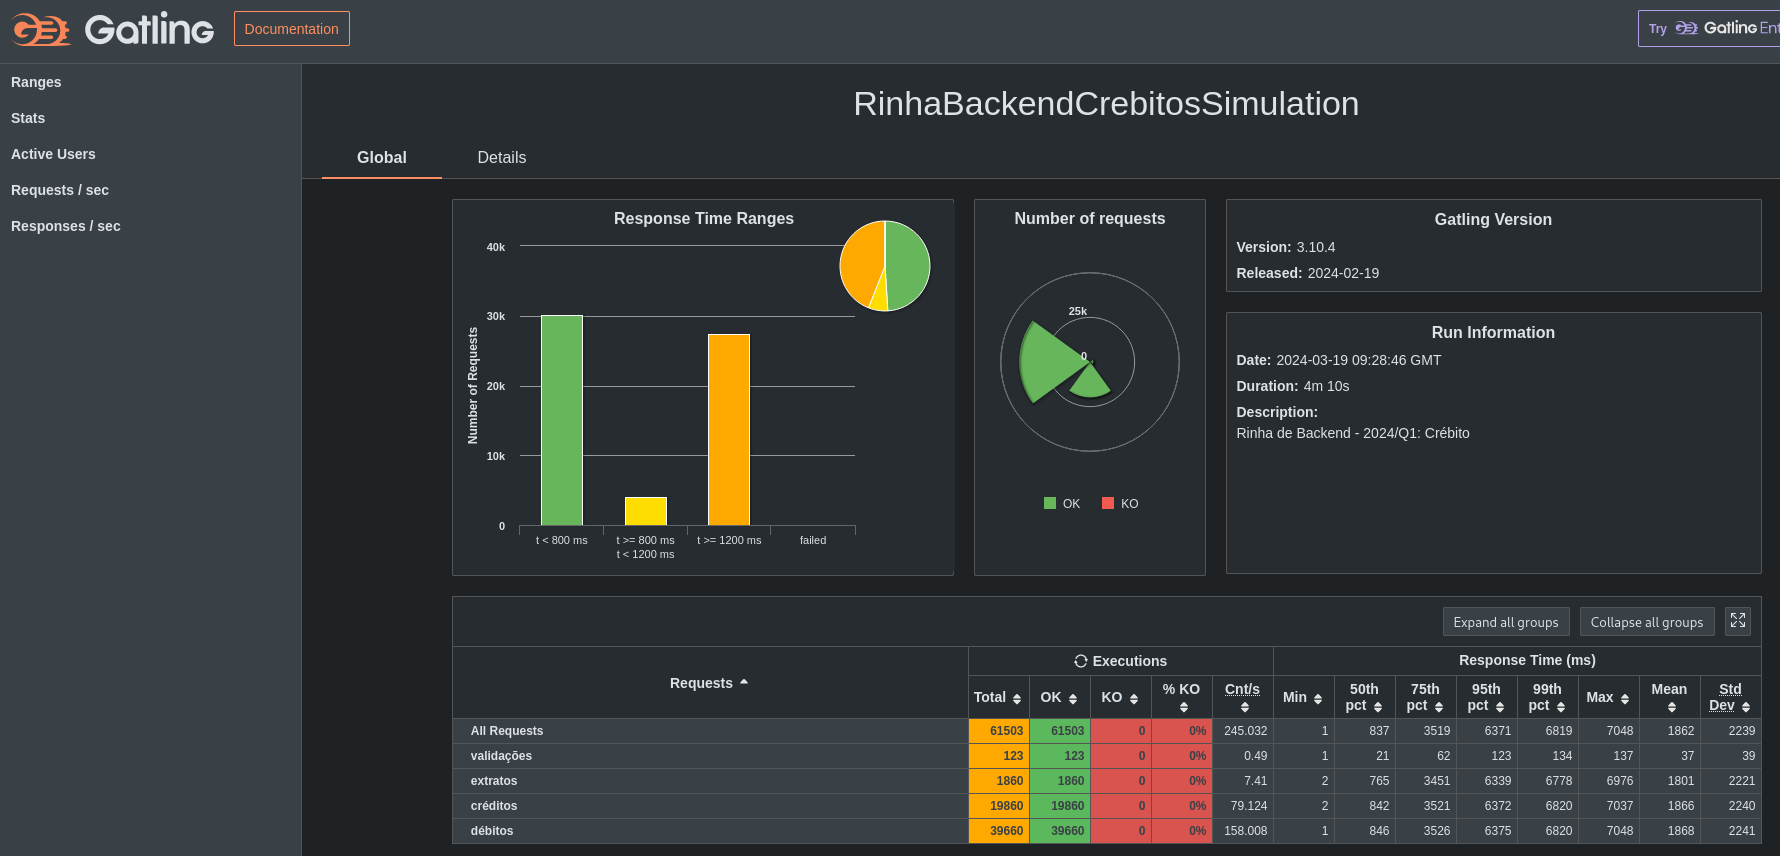 Gatling
Documentation
Try Gatling Ent
Ranges
Stats
Active Users
Requests / sec
Responses / sec
RinhaBackendCrebitosSimulation
Global Details
Response Time Ranges
40k
30k
20k
10k
0
Number of Requests
t < 800 ms
t >= 800 ms
t < 1200 ms
t >= 1200 ms
failed
Number of requests
25k
0
OK KO
Gatling Version
Version: 3.10.4
Released: 2024-02-19
Run Information
Date: 2024-03-19 09:28:46 GMT
Duration: 4m 10s
Description:
Rinha de Backend - 2024/Q1: Crébito
Expand all groups Collapse all groups
Requests Executions Response Time (ms)
Total OK KO % KO Cnt/s Min 50th pct 75th pct 95th pct 99th pct Max Mean Std Dev
All Requests 61503 61503 0 0% 245.032 1 837 3519 6371 6819 7048 1862 2239
validações 123 123 0 0% 0.49 1 21 62 123 134 137 37 39
extratos 1860 1860 0 0% 7.41 2 765 3451 6339 6778 6976 1801 2221
créditos 19860 19860 0 0% 79.124 2 842 3521 6372 6820 7037 1866 2240
débitos 39660 39660 0 0% 158.008 1 846 3526 6375 6820 7048 1868 2241